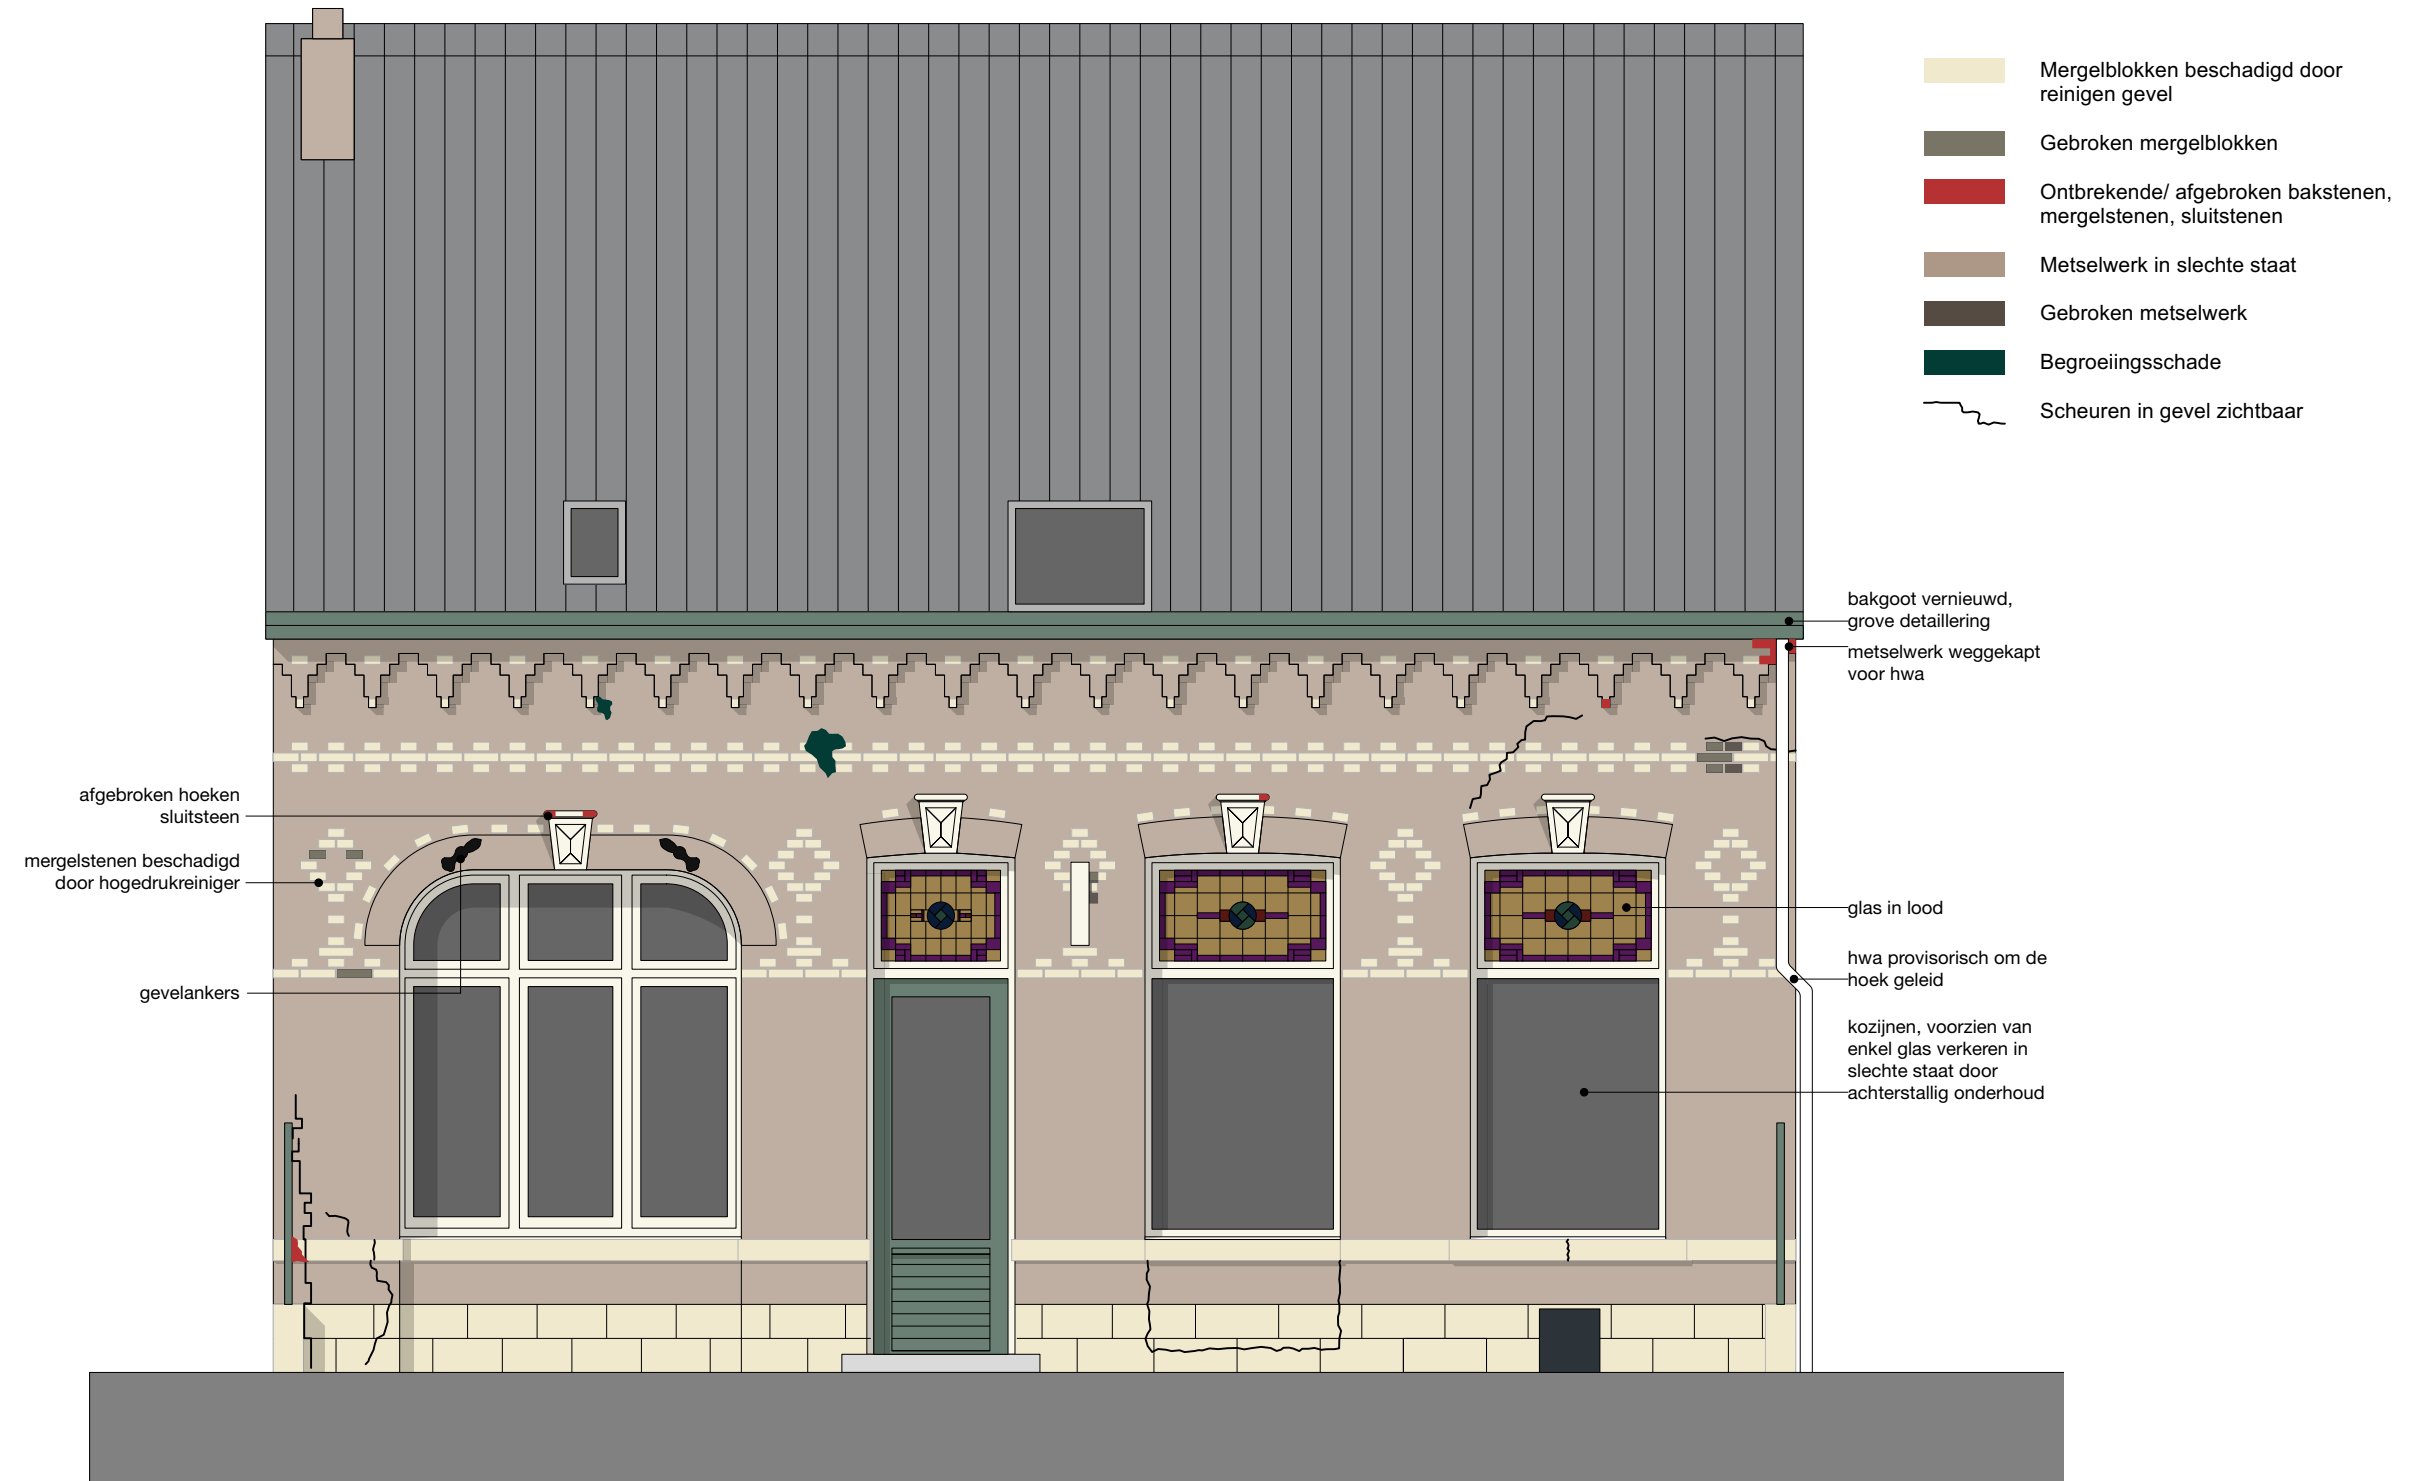 Mergelblokken beschadigd door
reinigen gevel
Gebroken mergelblokken
Ontbrekende/ afgebroken bakstenen,
mergelstenen, sluitstenen
Metselwerk in slechte staat
Gebroken metselwerk
Begroeiingsschade
Scheuren in gevel zichtbaar
bakgoot vernieuwd,
grove detaillering
metselwerk weggekapt
voor hwa
afgebroken hoeken
sluitsteen
mergelstenen beschadigd
door hogedrukreiniger
gevelankers
glas in lood
hwa provisorisch om de
hoek geleid
kozijnen, voorzien van
enkel glas verkeren in
slechte staat door
achterstallig onderhoud